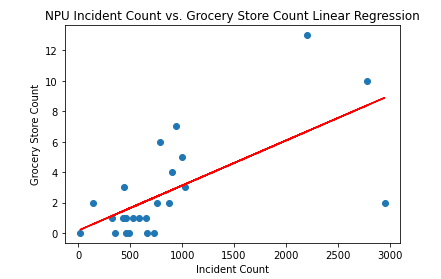 NPU Incident Count vs. Grocery Store Count Linear Regression
Grocery Store Count
12
10
8
6
4
2
0
0 500 1000 1500 2000 2500 3000
Incident Count